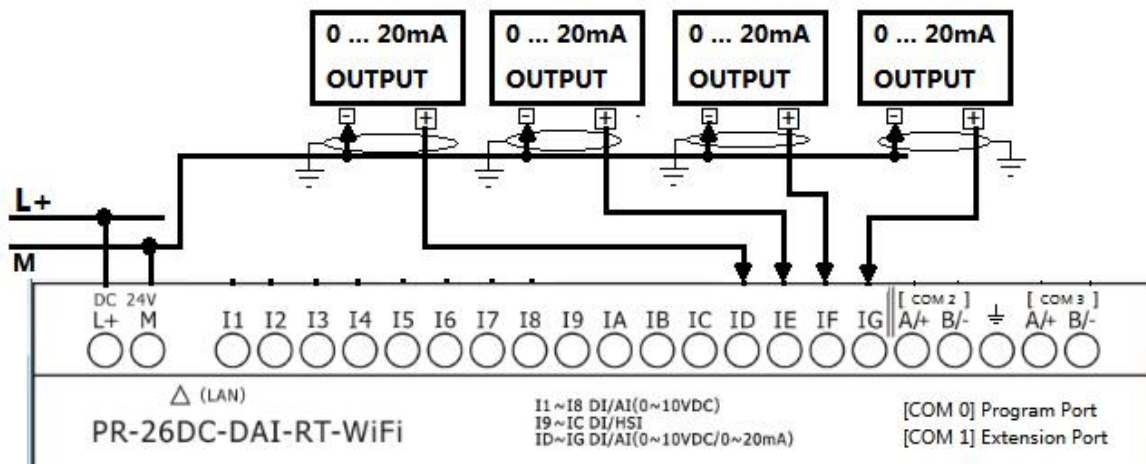 0 ... 20mA 0 ... 20mA 0 ... 20mA 0 ... 20mA
OUTPUT OUTPUT OUTPUT OUTPUT
- + - + - + - +
L+
M
DC 24V [ COM 2 ] [ COM 3 ]
L+ M I1 I2 I3 I4 I5 I6 I7 I8 I9 IA IB IC ID IE IF IG A/+ B/- A/+ B/-
(LAN)
PR-26DC-DAI-RT-WiFi
I1~I8 DI/AI(0~10VDC)
I9~IC DI/HSI
ID~IG DI/AI(0~10VDC/0~20mA)
[COM 0] Program Port
[COM 1] Extension Port